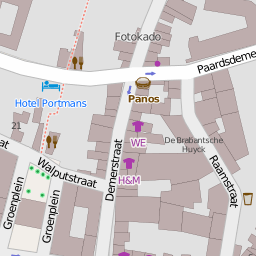 Fotokado
Paardsdeme
Hotel Portmans
Panos
21
WE
De Brabantsche
Huyck
Demerstraat
Walputstraat
Raamstraat
H&M
Groenplein
Groenplein